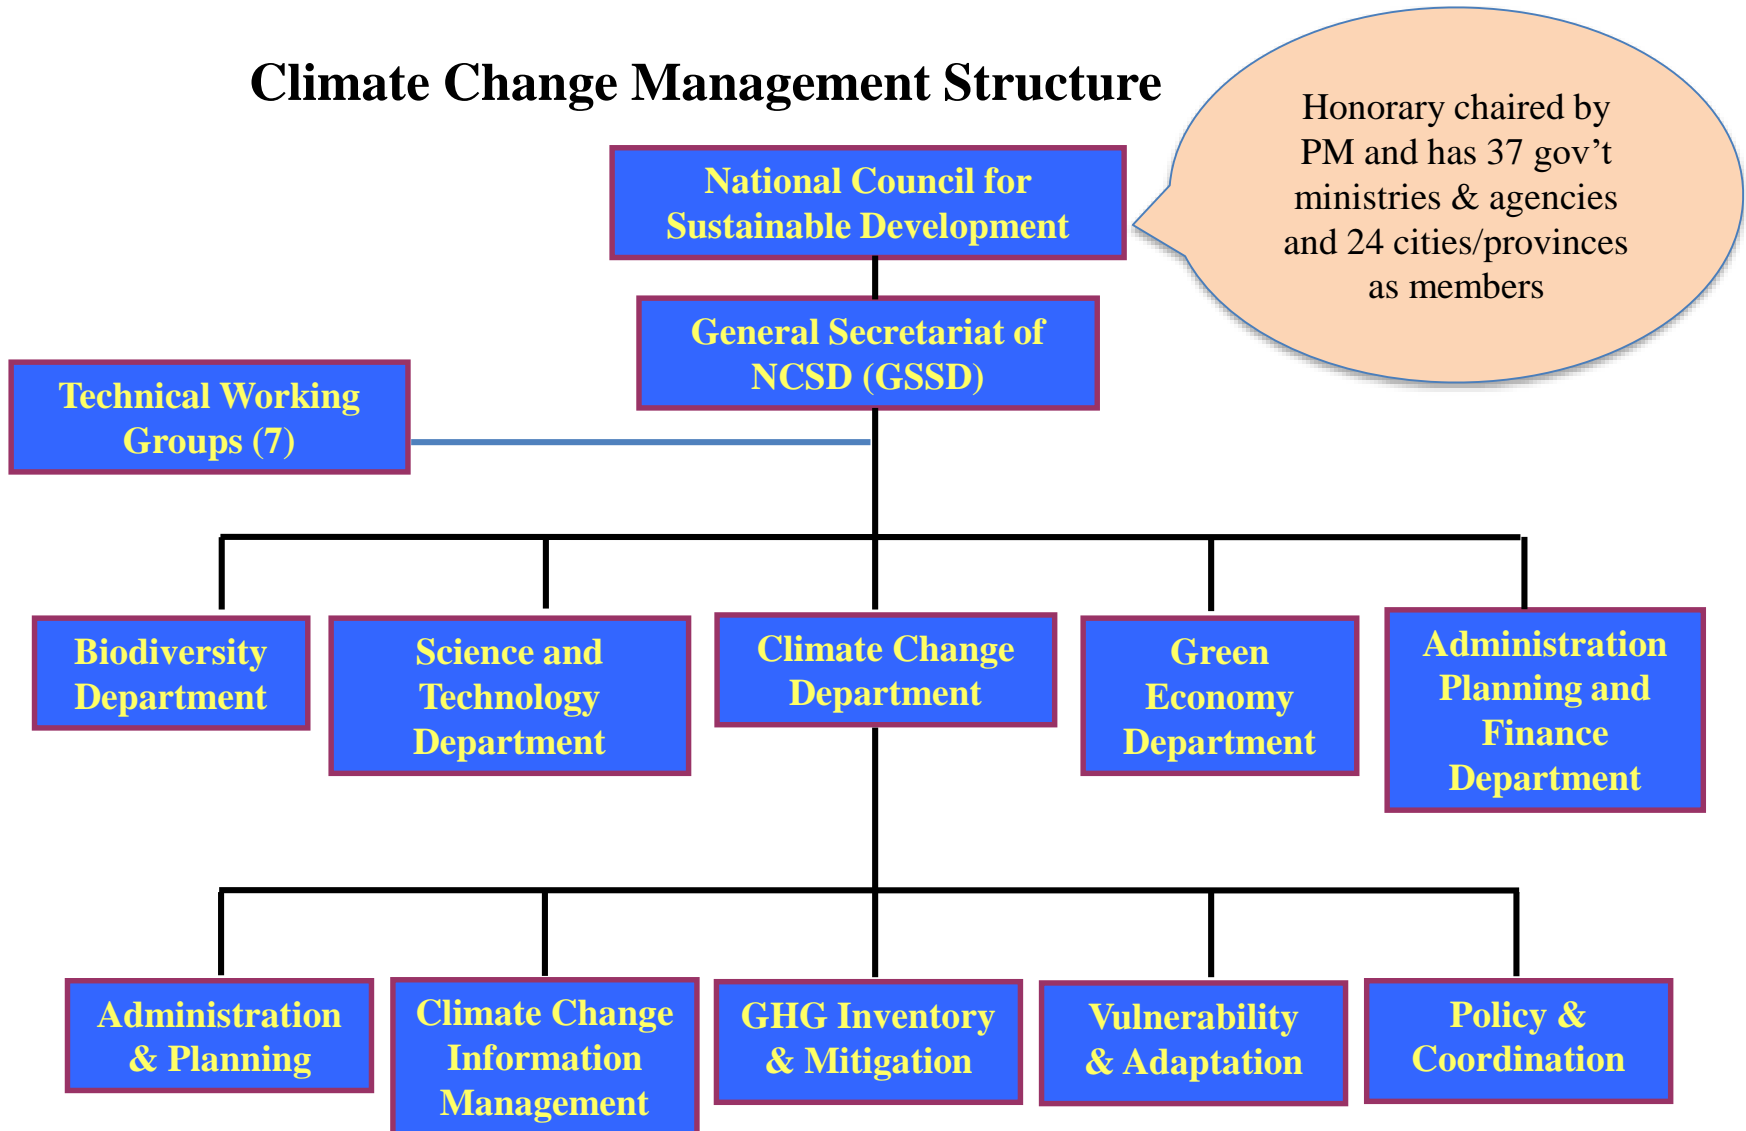 Climate Change Management Structure
Honorary chaired by
PM and has 37 gov’t
ministries & agencies
and 24 cities/provinces
as members
National Council for
Sustainable Development
General Secretariat of
NCSD (GSSD)
Technical Working
Groups (7)
Biodiversity
Department
Science and
Technology
Department
Climate Change
Department
Green
Economy
Department
Administration
Planning and
Finance
Department
Administration
& Planning
Climate Change
Information
Management
GHG Inventory
& Mitigation
Vulnerability
& Adaptation
Policy &
Coordination